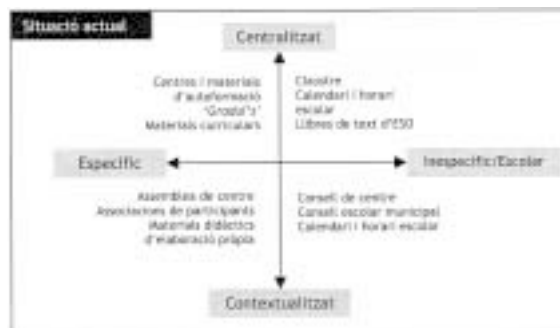 Situació actual
Centralitzat
Centres i materials
d'autoformació
Materials curriculars
Claustre
Calendari i horari
escolar
Llibres de text d'ESO
Específic
Inespecífic/Escolar
Assemblees de centre
Associacions de participants
Materials didàctics
d'elaboració pròpia
Consell de centre
Consell escolar municipal
Calendari i horari escolar
Contextualitzat